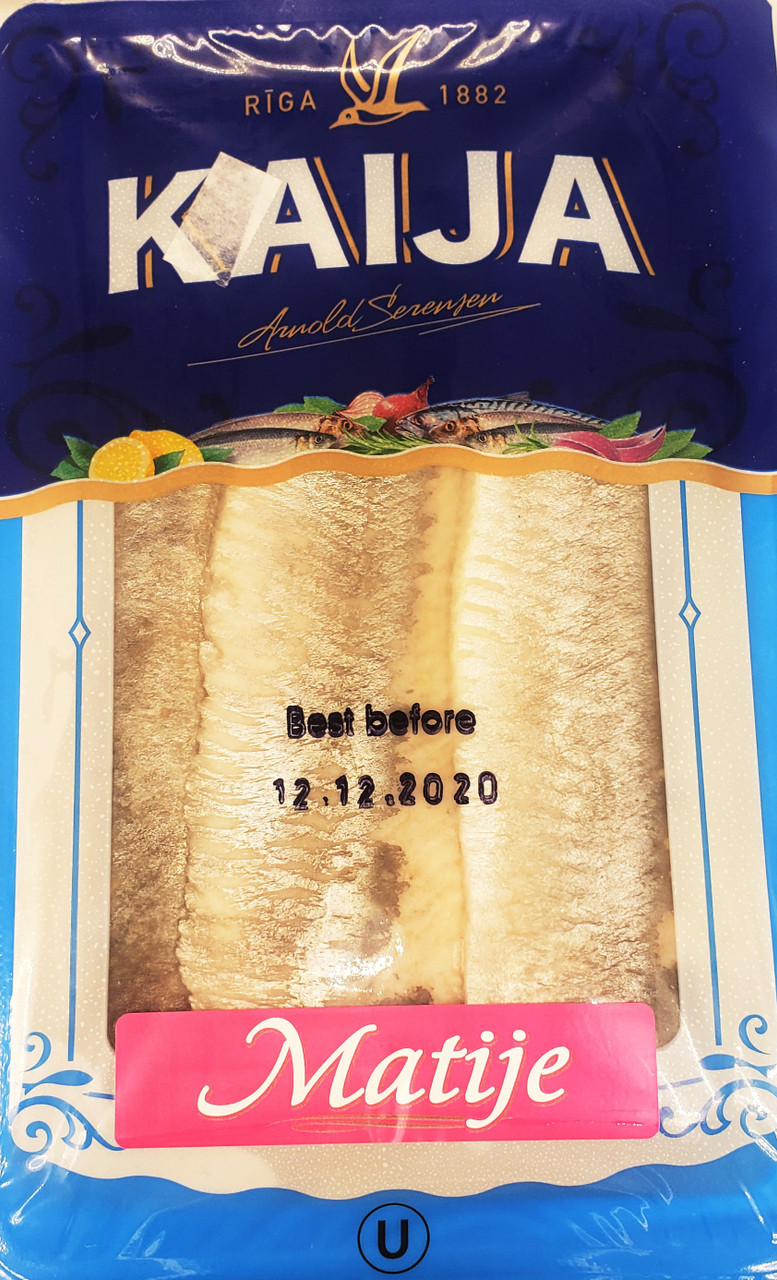 RĪGA 1882
KAIJA
Arnold Sørensen
Best before
12.12.2020
Matije
U